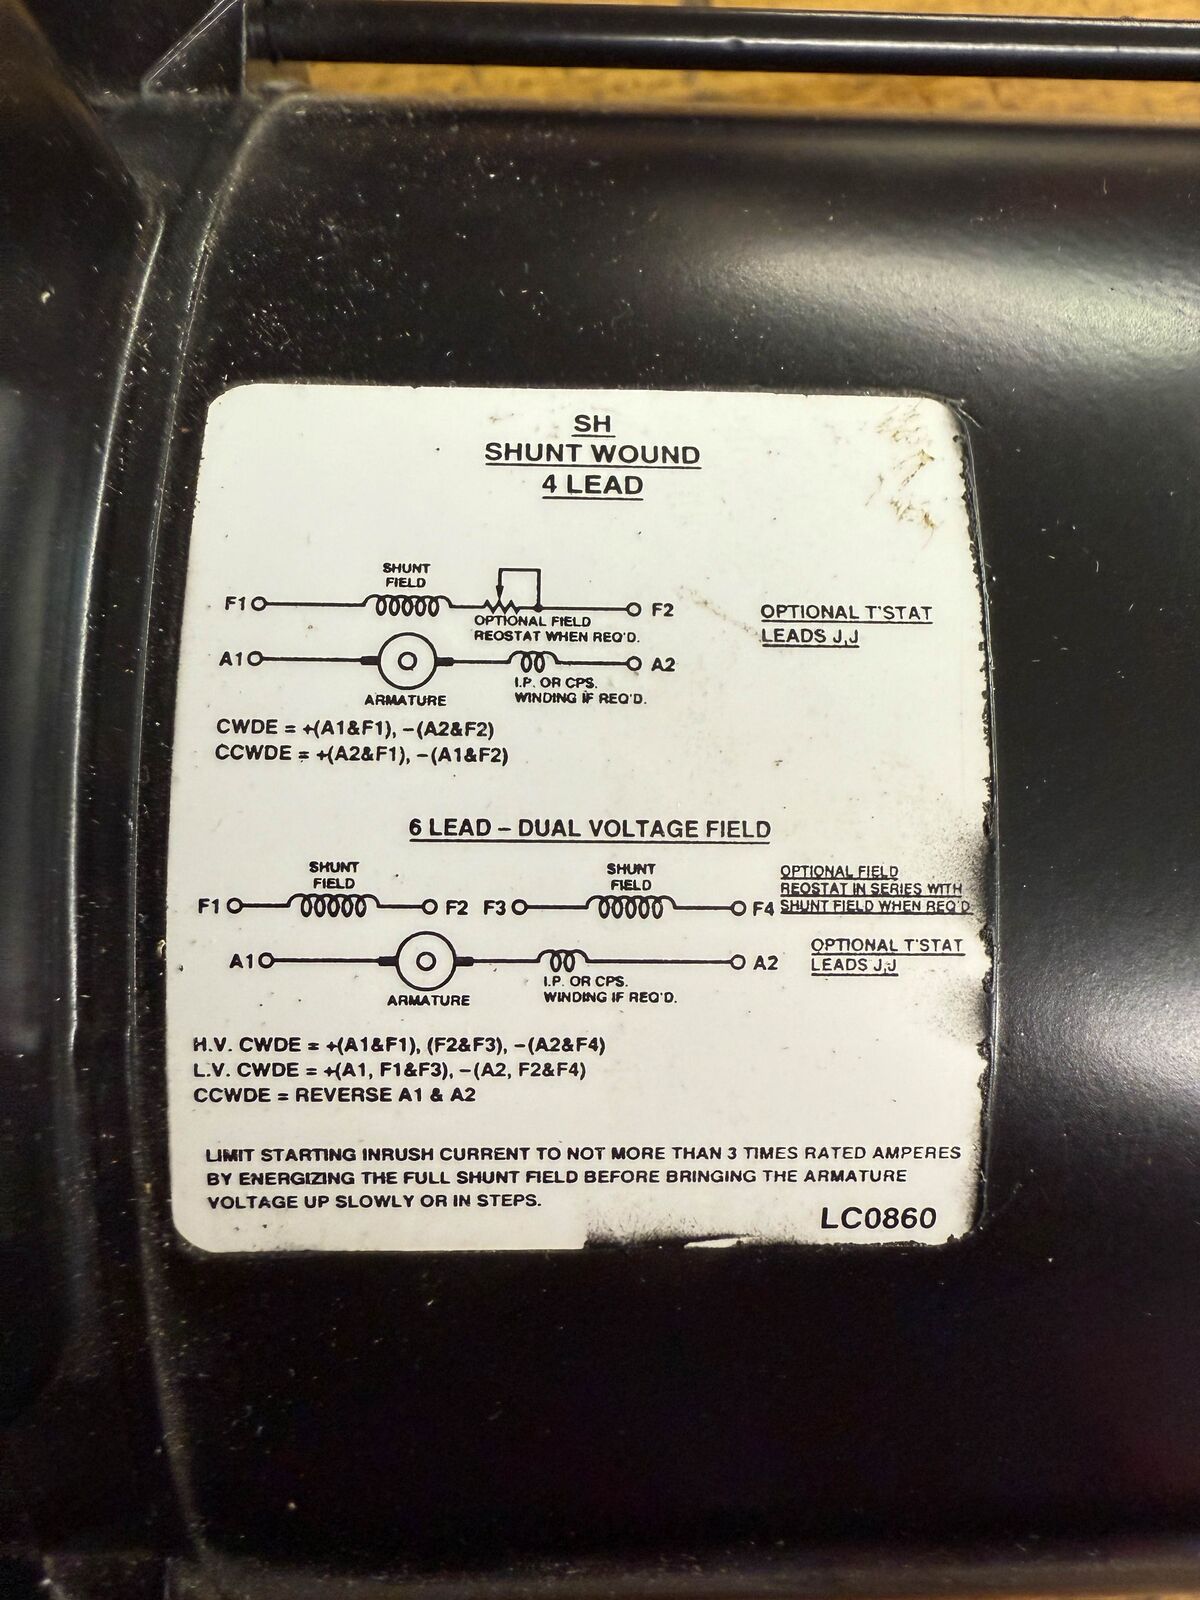 SH
SHUNT WOUND
4 LEAD
SHUNT
FIELD
F1 F2
OPTIONAL FIELD
REOSTAT WHEN REQ'D.
OPTIONAL T'STAT
LEADS J,J
A1 A2
ARMATURE
I.P. OR CPS.
WINDING IF REQ'D.
CWDE = +(A1&F1), -(A2&F2)
CCWDE = +(A2&F1), -(A1&F2)
6 LEAD - DUAL VOLTAGE FIELD
SHUNT
FIELD
SHUNT
FIELD
F1 F2 F3 F4
OPTIONAL FIELD
REOSTAT IN SERIES WITH
SHUNT FIELD WHEN REQ'D
A1 A2
ARMATURE
I.P. OR CPS.
WINDING IF REQ'D.
OPTIONAL T'STAT
LEADS J,J
H.V. CWDE = +(A1&F1), (F2&F3), -(A2&F4)
L.V. CWDE = +(A1, F1&F3), -(A2, F2&F4)
CCWDE = REVERSE A1 & A2
LIMIT STARTING INRUSH CURRENT TO NOT MORE THAN 3 TIMES RATED AMPERES
BY ENERGIZING THE FULL SHUNT FIELD BEFORE BRINGING THE ARMATURE
VOLTAGE UP SLOWLY OR IN STEPS.
LC0860